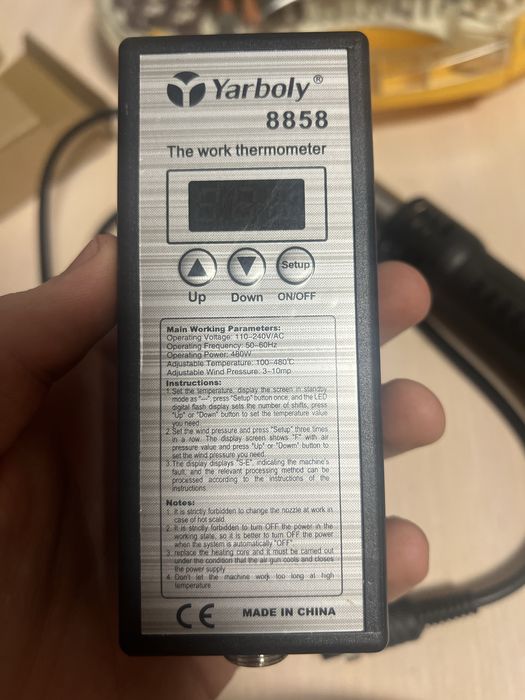 Yarboly®
8858
The work thermometer
Setup
Up Down ON/OFF
Main Working Parameters:
Operating Voltage: 110-240V/AC
Operating Frequency: 50-60Hz
Operating Power: 480W
Adjustable Temperature: 100-480℃
Adjustable Wind Pressure: 3-10mp
Instructions:
1. Set the temperature, display the screen in standby
mode as "---", press "Setup" button once, and the LED
digital flash display sets the number of shifts, press
"Up" or "Down" button to set the temperature value
you need.
2. Set the wind pressure and press "Setup" three times
in a row. The display screen shows "F" with air
pressure value and press "Up" or "Down" button to
set the wind pressure you need.
3. The display displays "S-E", indicating the machine's
fault, and the relevant processing method can be
processed according to the instructions of the
instructions.
Notes:
1. It is strictly forbidden to change the nozzle at work in
case of hot scald.
2. It is strictly forbidden to turn OFF the power in the
working state, so it is better to turn OFF the power
when the system is automatically "OFF".
3. replace the heating core and it must be carried out
under the condition that the air gun cools and closes
the power supply
4. Don't let the machine work too long at high
temperature
CE MADE IN CHINA